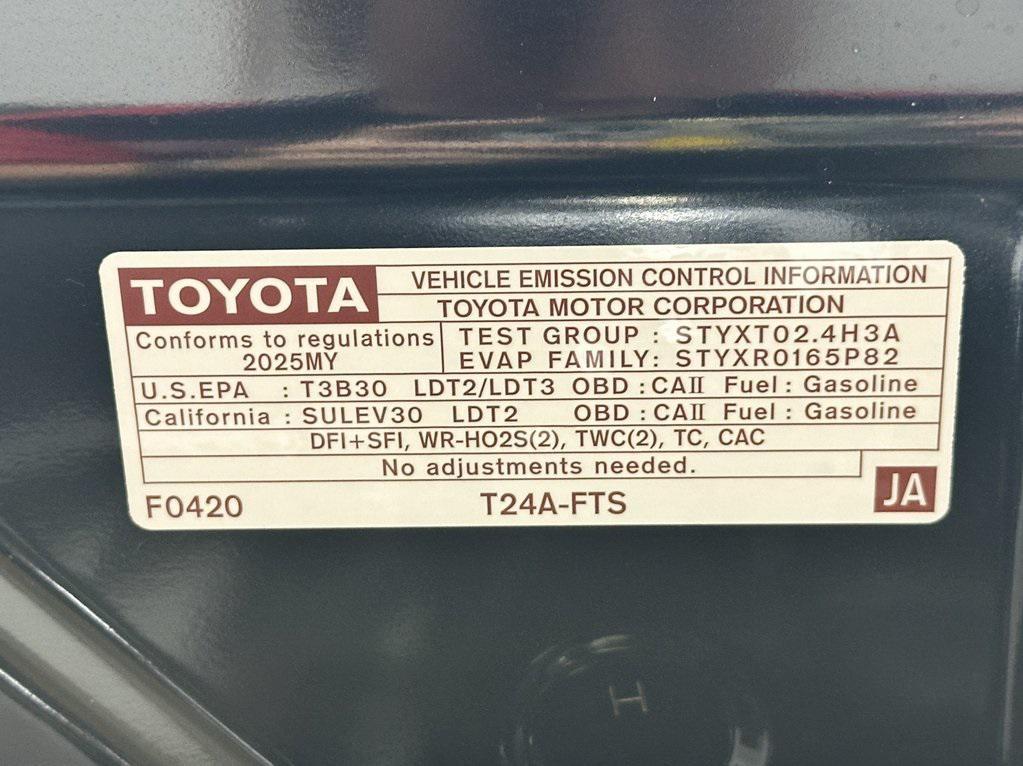 TOYOTA
VEHICLE EMISSION CONTROL INFORMATION
TOYOTA MOTOR CORPORATION
Conforms to regulations
2025MY
TEST GROUP : STYXT02.4H3A
EVAP FAMILY: STYXR0165P82
U.S.EPA : T3B30 LDT2/LDT3 OBD : CAII Fuel : Gasoline
California : SULEV30 LDT2 OBD : CAII Fuel : Gasoline
DFI+SFI, WR-HO2S(2), TWC(2), TC, CAC
No adjustments needed.
F0420 T24A-FTS JA
H